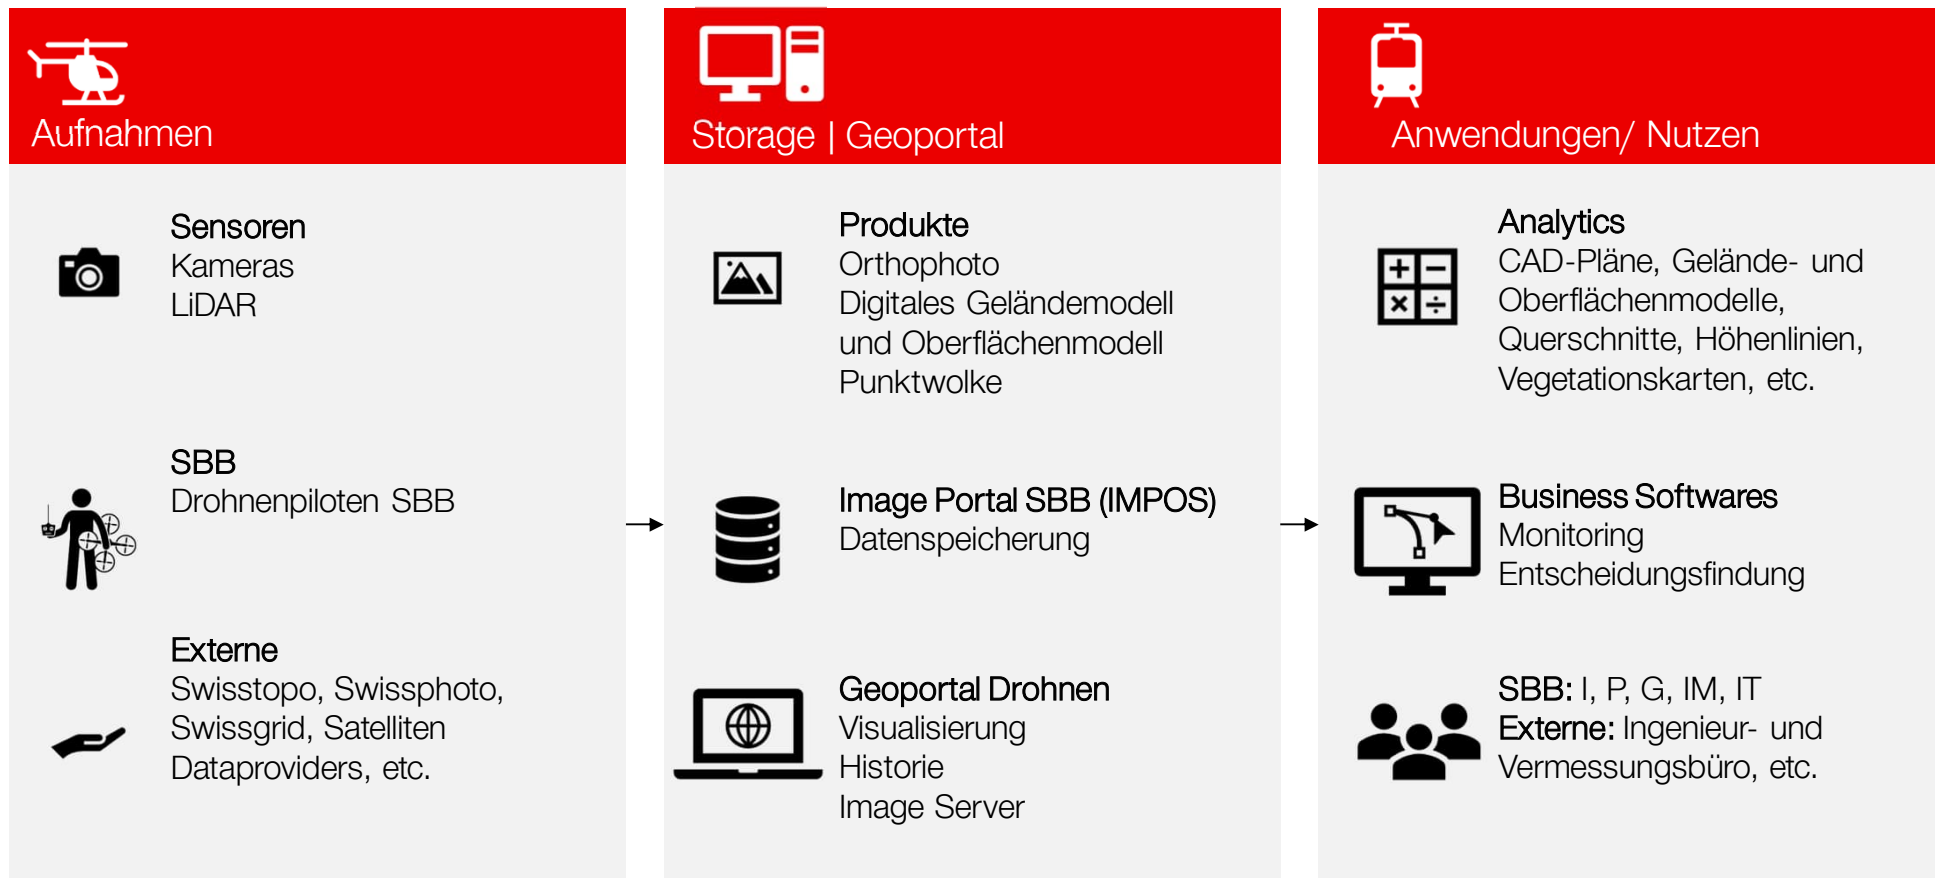 Aufnahmen
Sensoren
Kameras
LiDAR
SBB
Drohnenpiloten SBB
Externe
Swisstopo, Swissphoto,
Swissgrid, Satelliten
Dataproviders, etc.
Storage | Geoportal
Produkte
Orthophoto
Digitales Geländemodell
und Oberflächenmodell
Punktwolke
Image Portal SBB (IMPOS)
Datenspeicherung
Geoportal Drohnen
Visualisierung
Historie
Image Server
Anwendungen/ Nutzen
Analytics
CAD-Pläne, Gelände- und
Oberflächenmodelle,
Querschnitte, Höhenlinien,
Vegetationskarten, etc.
Business Softwares
Monitoring
Entscheidungsfindung
SBB: I, P, G, IM, IT
Externe: Ingenieur- und
Vermessungsbüro, etc.